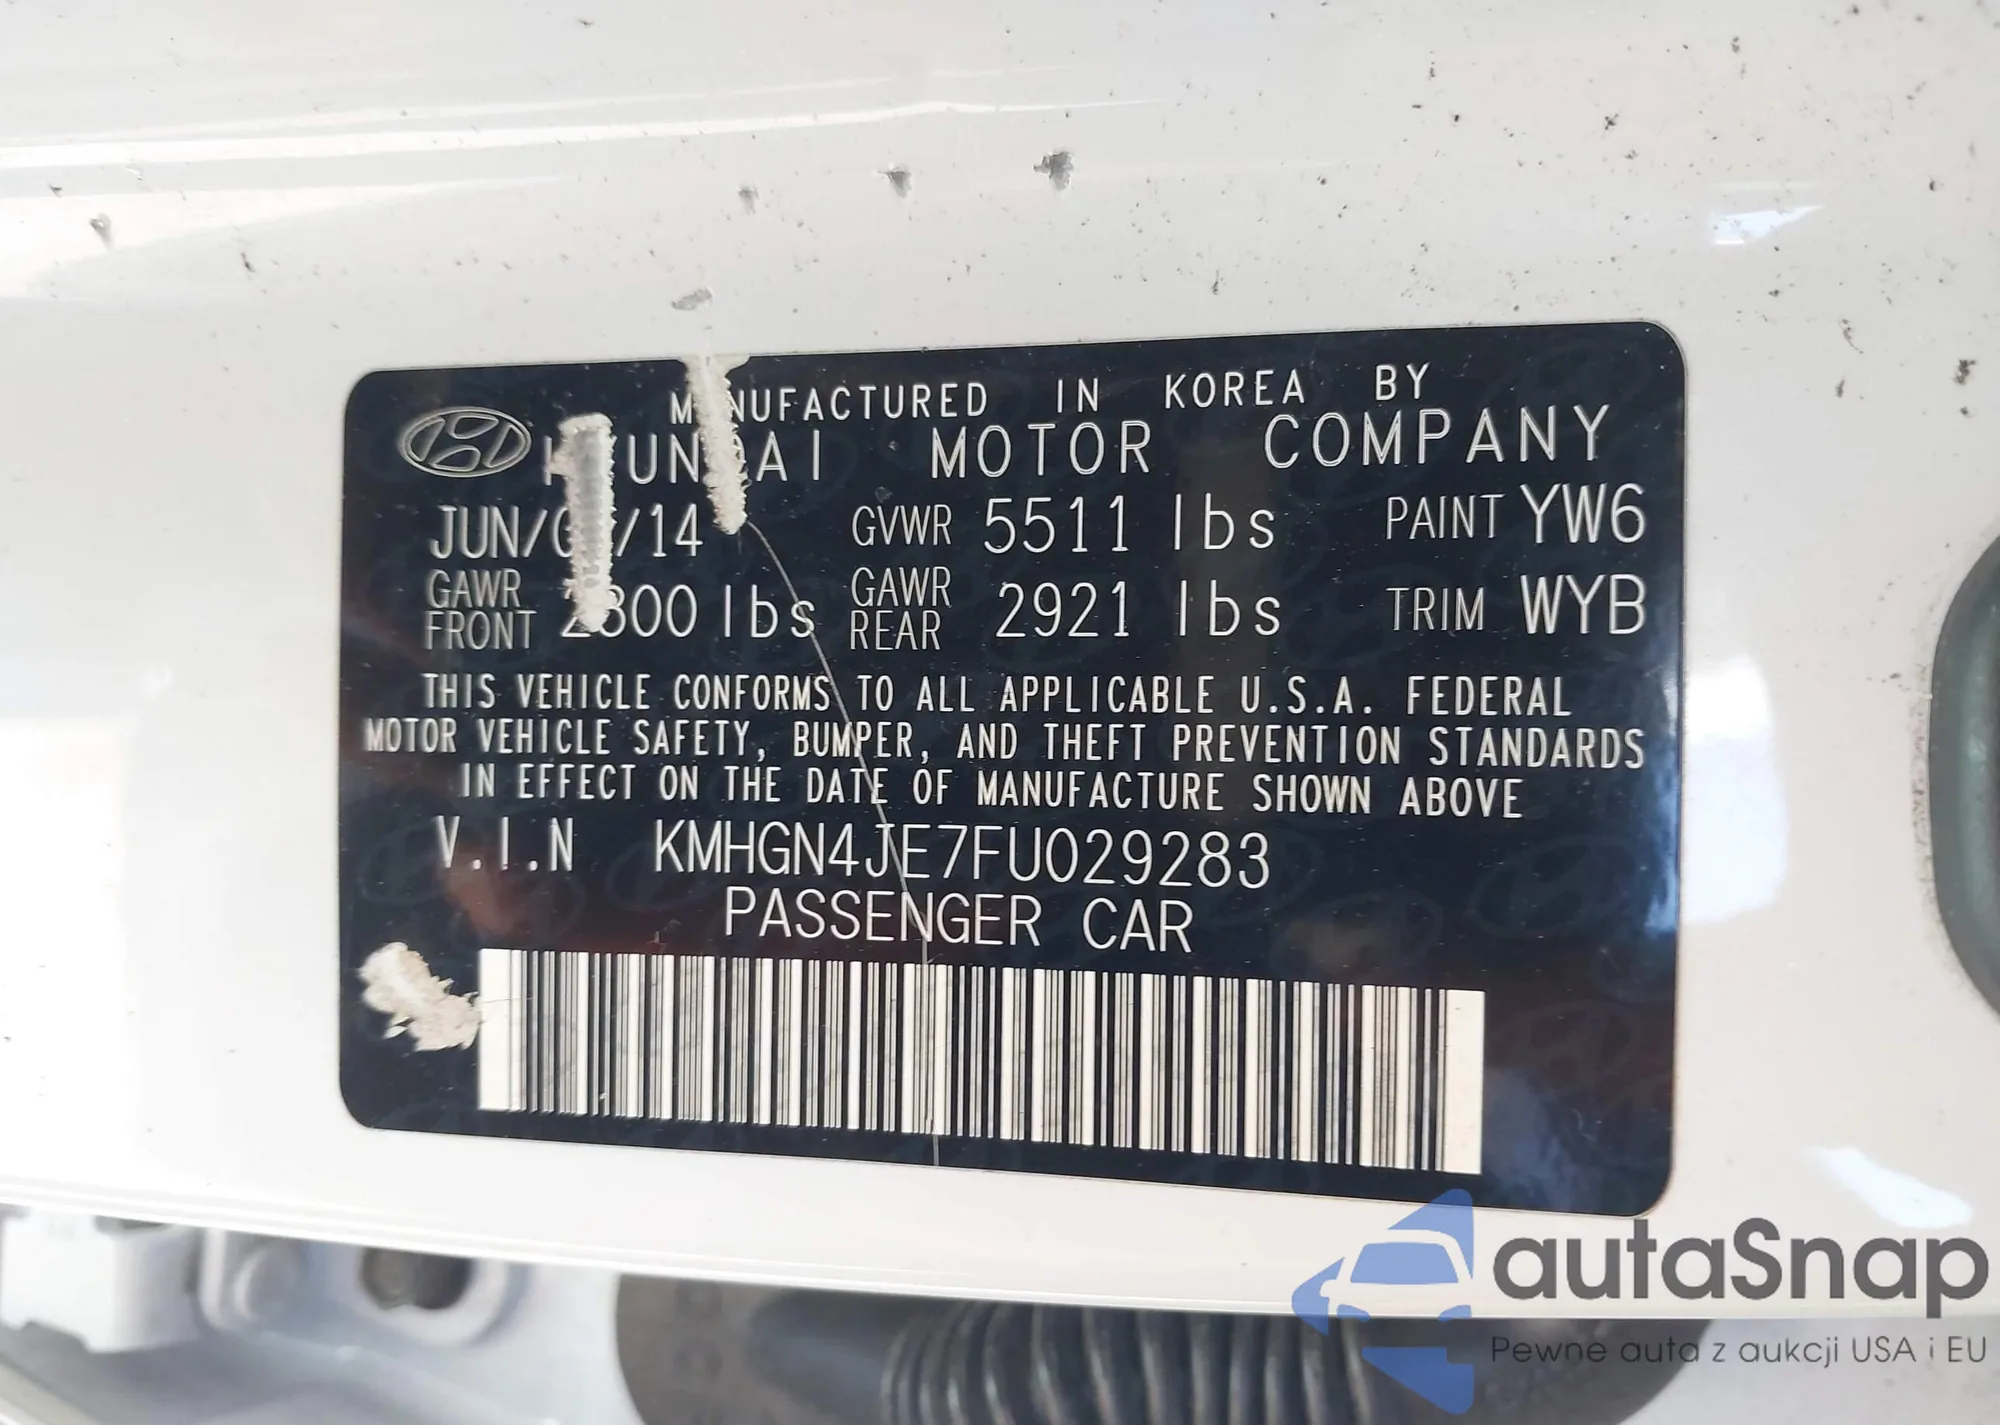 MANUFACTURED IN KOREA BY
HYUNDAI MOTOR COMPANY
GVWR 5511 lbs PAINT YW6
GAWR FRONT lbs GAWR REAR 2921 lbs TRIM WYB
THIS VEHICLE CONFORMS TO ALL APPLICABLE U.S.A. FEDERAL
MOTOR VEHICLE SAFETY, BUMPER, AND THEFT PREVENTION STANDARDS
IN EFFECT ON THE DATE OF MANUFACTURE SHOWN ABOVE
V.I.N KMHGN4JE7FU029283
PASSENGER CAR
autaSnap
Pewne auta z aukcji USA i EU